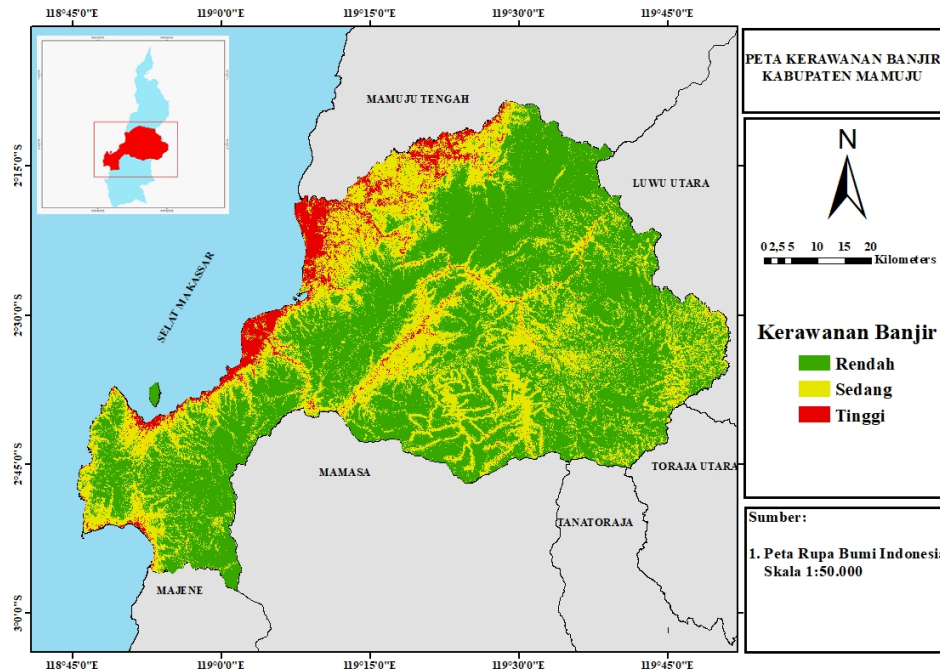 118°45'0"E 119°0'0"E 119°15'0"E 119°30'0"E 119°45'0"E
PETA KERAWANAN BANJIR
KABUPATEN MAMUJU
MAMUJU TENGAH
2°15'0"S
LUWU UTARA
N
0 2,5 5 10 15 20
Kilometers
SELAT MAKASSAR
2°30'0"S
Kerawanan Banjir
Rendah
Sedang
Tinggi
2°45'0"S
MAMASA
TORAJA UTARA
TANATORAJA
Sumber:
1. Peta Rupa Bumi Indonesia
Skala 1:50.000
MAJENE
3°0'0"S
118°45'0"E 119°0'0"E 119°15'0"E 119°30'0"E 119°45'0"E